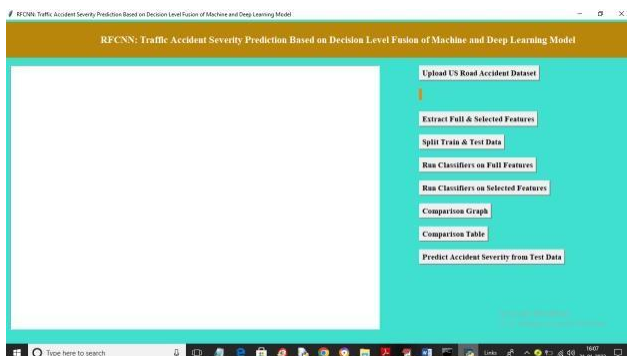 RFCNN: Traffic Accident Severity Prediction Based on Decision Level Fusion of Machine and Deep Learning Model
RFCNN: Traffic Accident Severity Prediction Based on Decision Level Fusion of Machine and Deep Learning Model
Upload US Road Accident Dataset
Extract Full & Selected Features
Split Train & Test Data
Run Classifiers on Full Features
Run Classifiers on Selected Features
Comparison Graph
Comparison Table
Predict Accident Severity from Test Data
Type here to search
Links
16:07